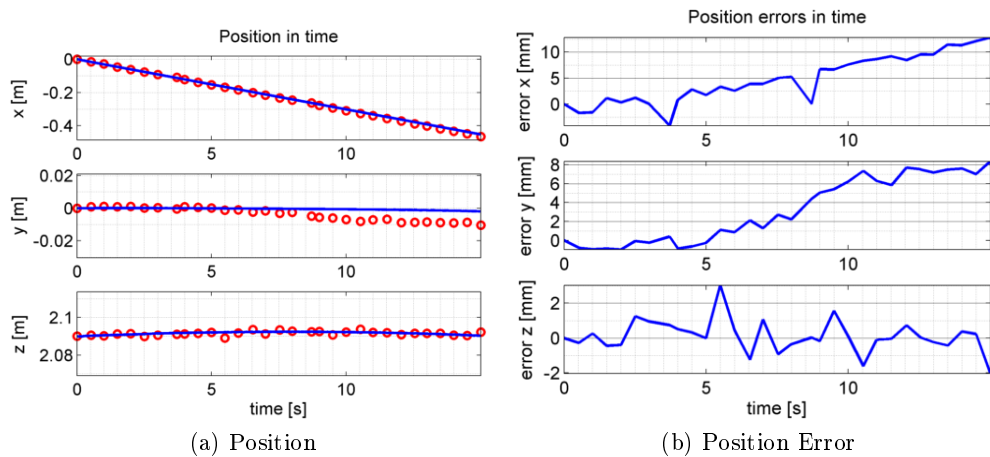 Position in time
0
-0.2
-0.4
x [m]
0 5 10
0.02
0
-0.02
y [m]
0 5 10
2.1
2.09
2.08
z [m]
0 5 10
time [s]
(a) Position
Position errors in time
10
5
0
error x [mm]
0 5 10
8
6
4
2
0
error y [mm]
0 5 10
2
0
-2
error z [mm]
0 5 10
time [s]
(b) Position Error